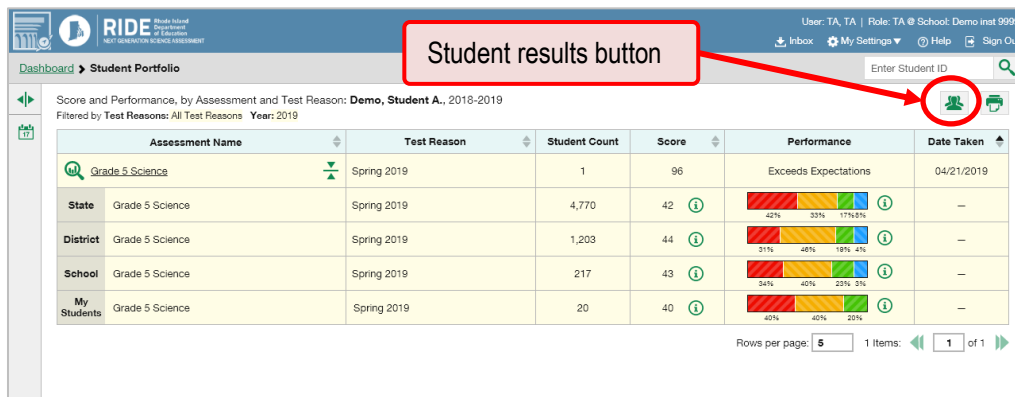 RIDE Rhode Island Department of Education
NEXT GENERATION SCIENCE ASSESSMENT
User: TA, TA | Role: TA @ School: Demo inst 999
Inbox My Settings ▼ Help Sign Ou
Student results button
Dashboard > Student Portfolio
Enter Student ID
Score and Performance, by Assessment and Test Reason: Demo, Student A., 2018-2019
Filtered by Test Reasons: All Test Reasons Year: 2019
17
Assessment Name Test Reason Student Count Score Performance Date Taken
Grade 5 Science Spring 2019 1 96 Exceeds Expectations 04/21/2019
State Grade 5 Science Spring 2019 4,770 42 –
42% 33% 17% 8%
District Grade 5 Science Spring 2019 1,203 44 –
31% 46% 19% 4%
School Grade 5 Science Spring 2019 217 43 –
34% 40% 23% 3%
My Students Grade 5 Science Spring 2019 20 40 –
40% 40% 20%
Rows per page: 5 1 Items: 1 of 1